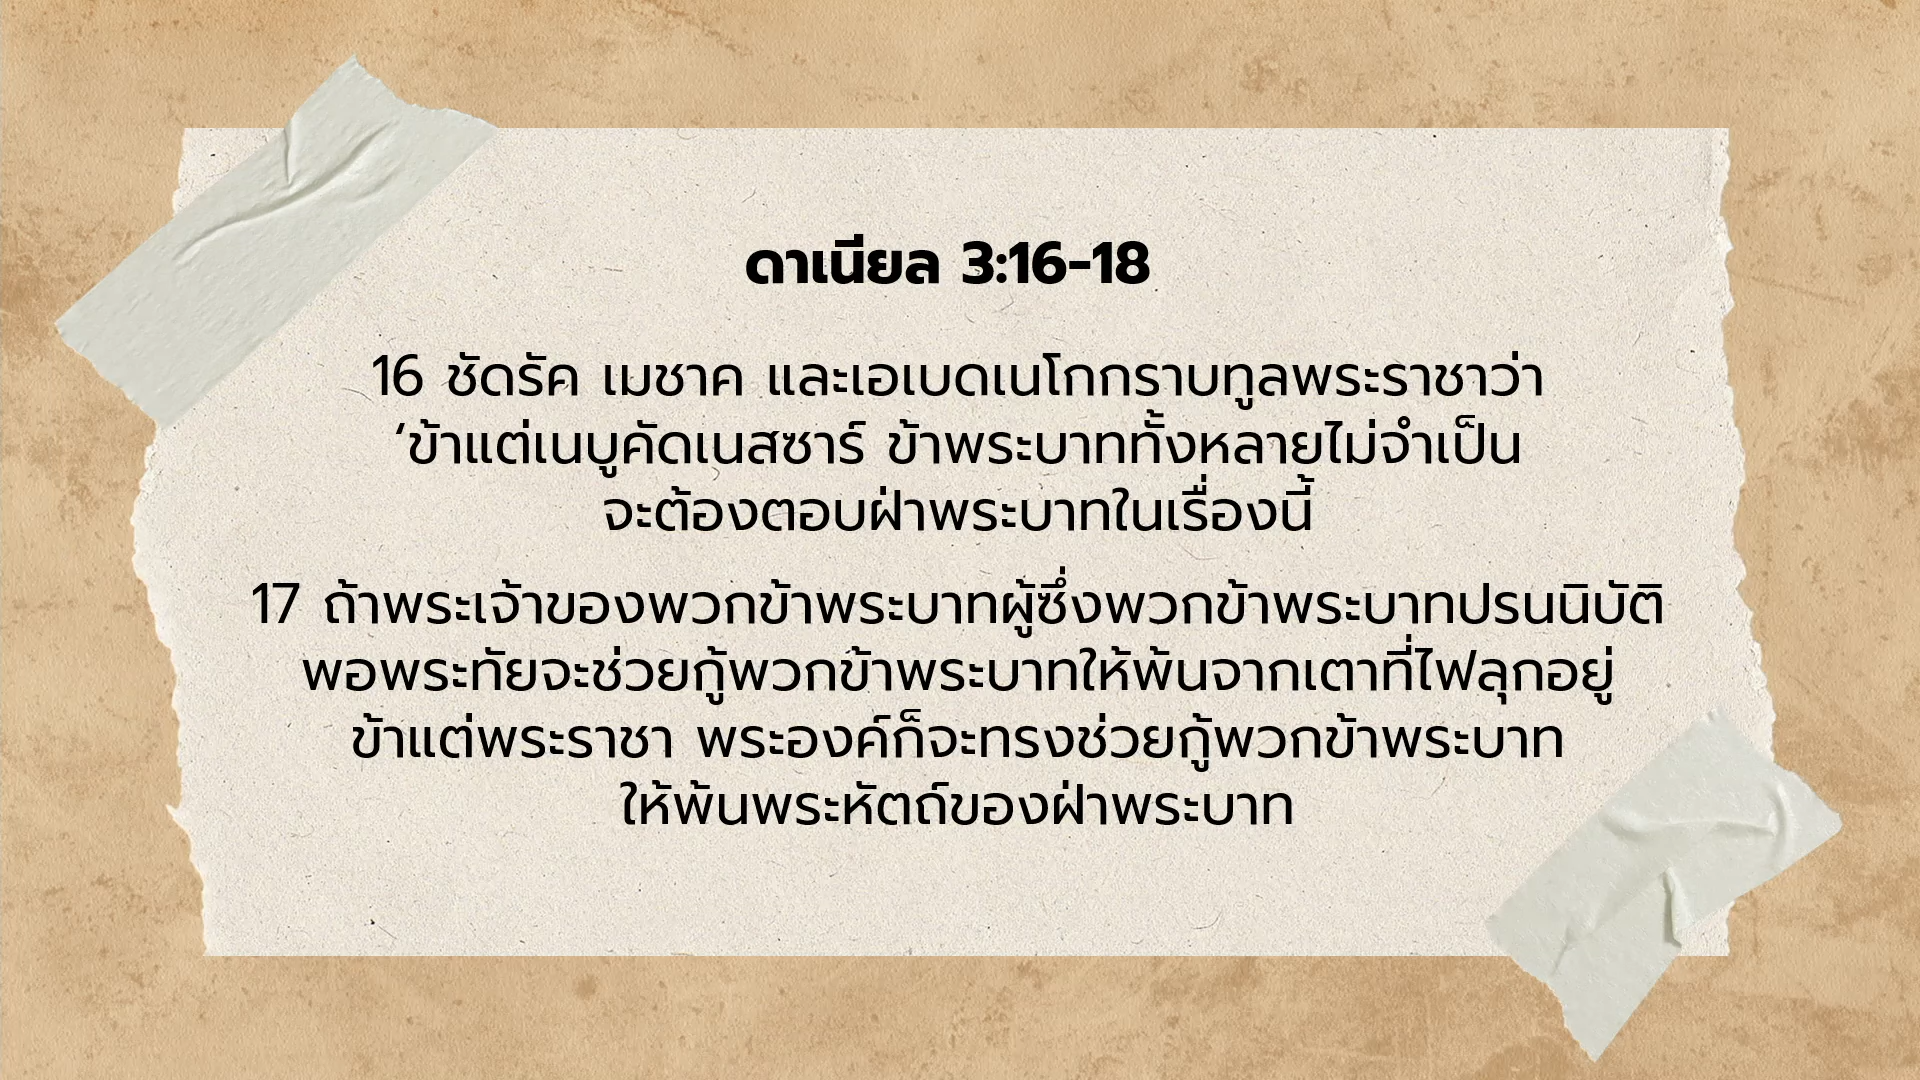 ดาเนียล 3:16-18
16 ชัดรัค เมชาค และเอเบดเนโกกราบทูลพระราชาว่า
‘ข้าแต่เนบูคัดเนสซาร์ ข้าพระบาททั้งหลายไม่จำเป็น
จะต้องตอบฝ่าพระบาทในเรื่องนี้
17 ถ้าพระเจ้าของพวกข้าพระบาทผู้ซึ่งพวกข้าพระบาทปรนนิบัติ
พอพระทัยจะช่วยกู้พวกข้าพระบาทให้พ้นจากเตาที่ไฟลุกอยู่
ข้าแต่พระราชา พระองค์ก็จะทรงช่วยกู้พวกข้าพระบาท
ให้พ้นพระหัตถ์ของฝ่าพระบาท